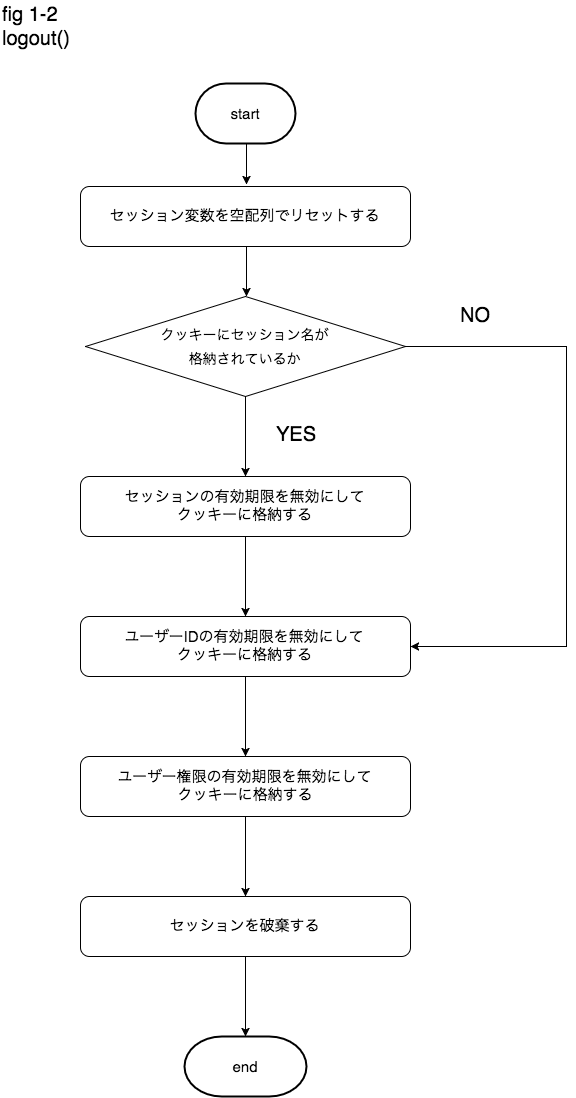 fig 1-2
logout()
start
セッション変数を空配列でリセットする
クッキーにセッション名が
格納されているか
NO
YES
セッションの有効期限を無効にして
クッキーに格納する
ユーザーIDの有効期限を無効にして
クッキーに格納する
ユーザー権限の有効期限を無効にして
クッキーに格納する
セッションを破棄する
end